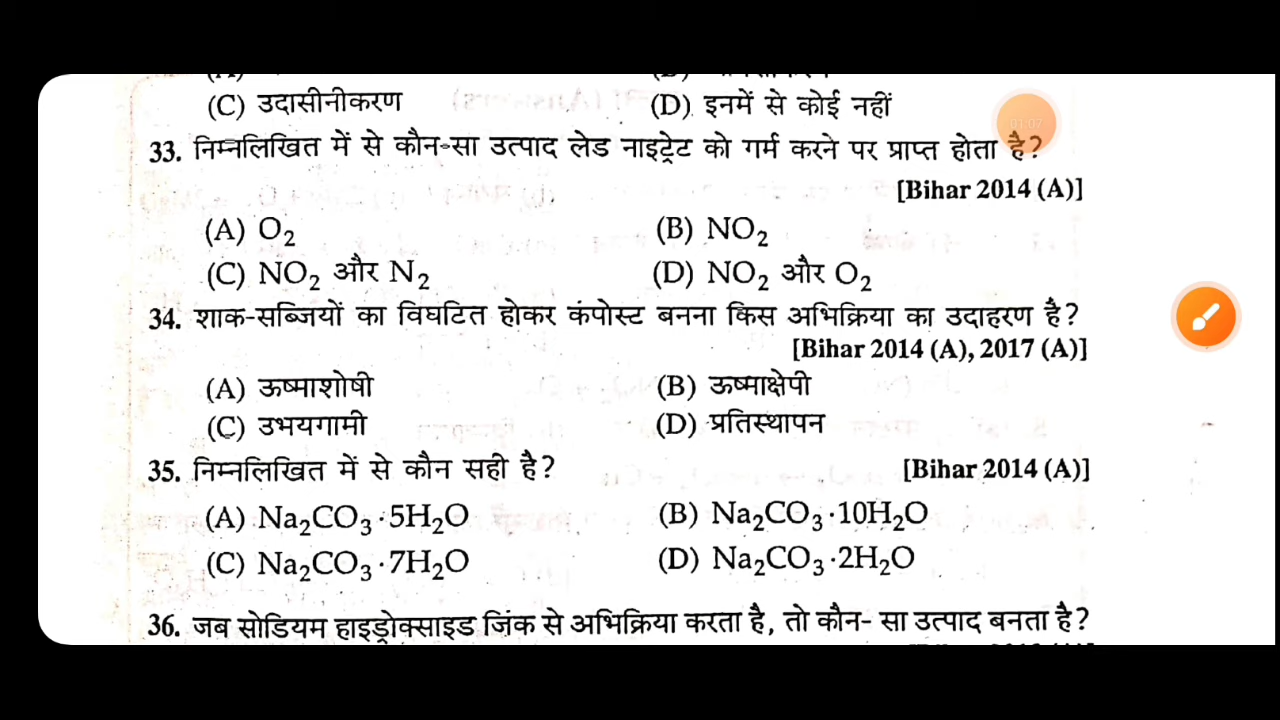 (C) उदासीनीकरण (D) इनमें से कोई नहीं
01:07
33. निम्नलिखित में से कौन-सा उत्पाद लेड नाइट्रेट को गर्म करने पर प्राप्त होता है?
[Bihar 2014 (A)]
(A) O₂ (B) NO₂
(C) NO₂ और N₂ (D) NO₂ और O₂
34. शाक-सब्जियों का विघटित होकर कंपोस्ट बनना किस अभिक्रिया का उदाहरण है?
[Bihar 2014 (A), 2017 (A)]
(A) ऊष्माशोषी (B) ऊष्माक्षेपी
(C) उभयगामी (D) प्रतिस्थापन
35. निम्नलिखित में से कौन सही है? [Bihar 2014 (A)]
(A) Na₂CO₃·5H₂O (B) Na₂CO₃·10H₂O
(C) Na₂CO₃·7H₂O (D) Na₂CO₃·2H₂O
36. जब सोडियम हाइड्रोक्साइड जिंक से अभिक्रिया करता है, तो कौन- सा उत्पाद बनता है?